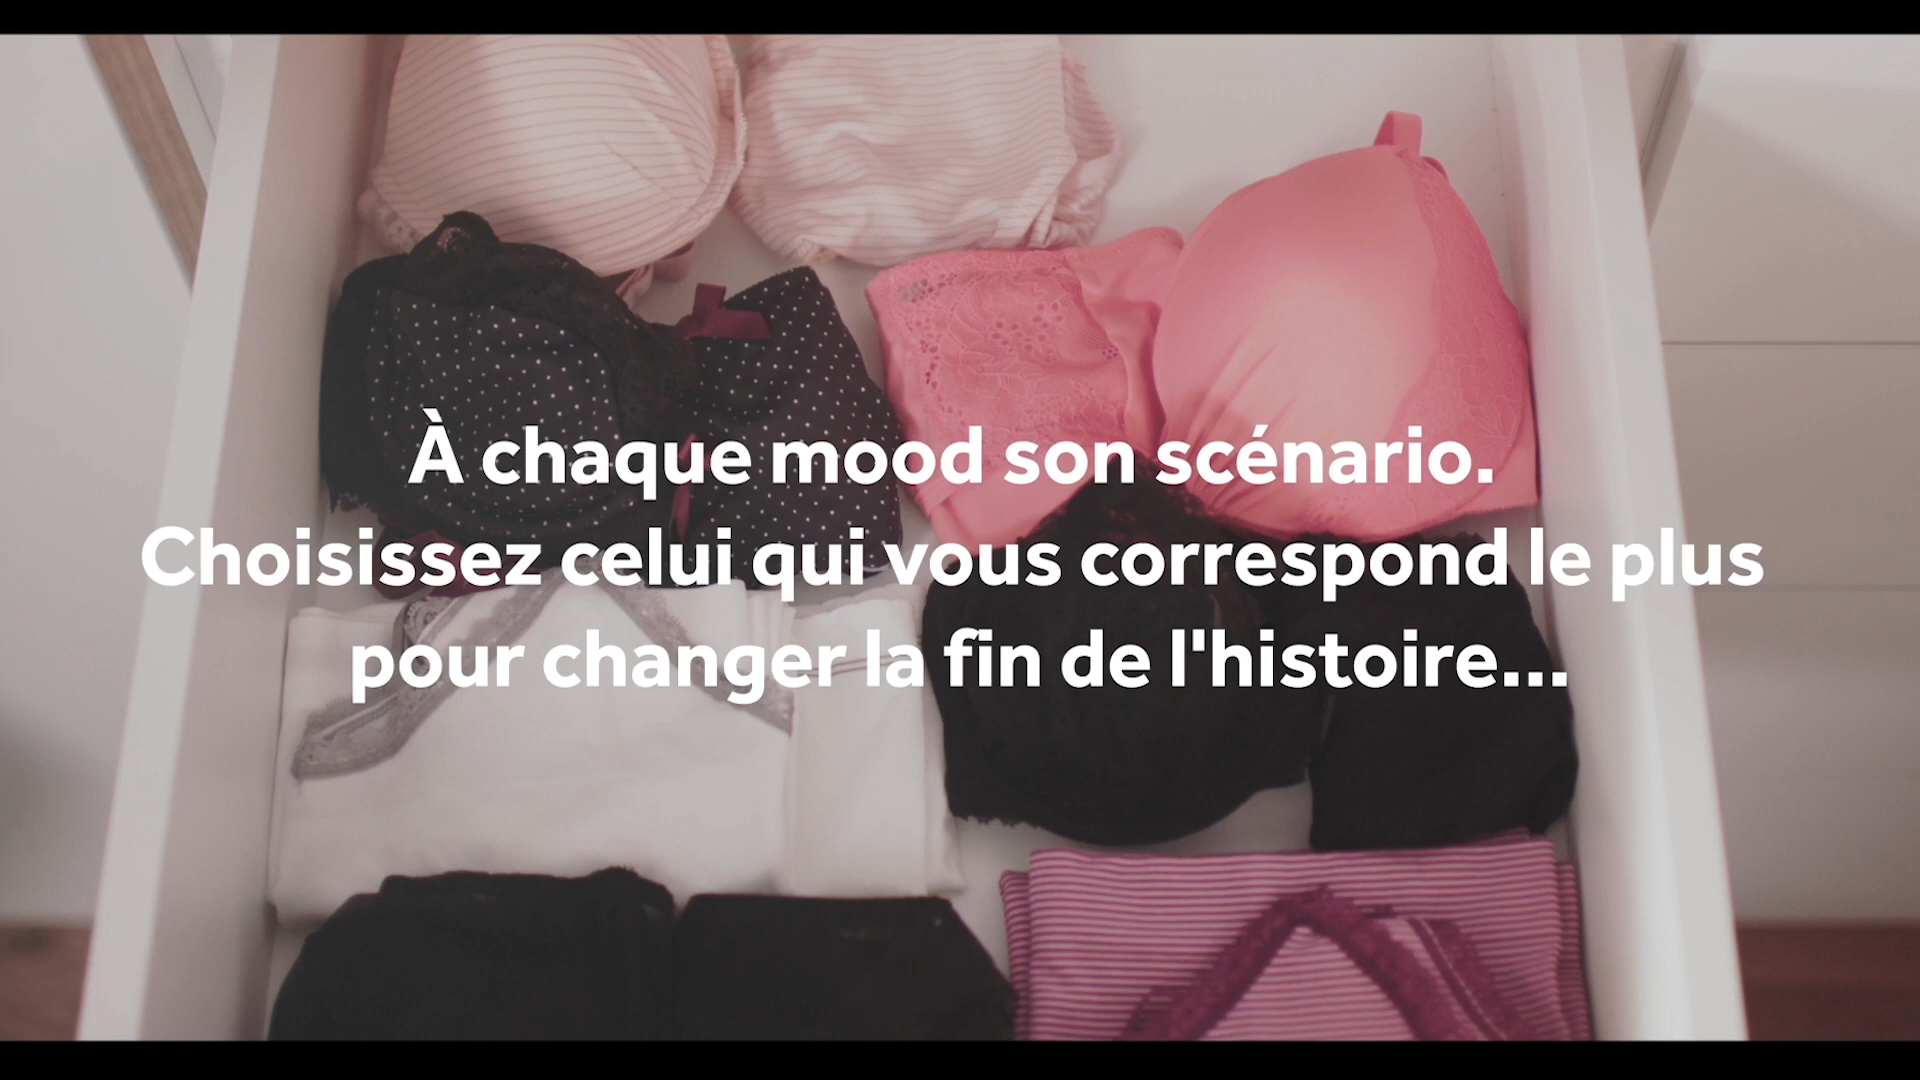 À chaque mood son scénario.
Choisissez celui qui vous correspond le plus
pour changer la fin de l'histoire...